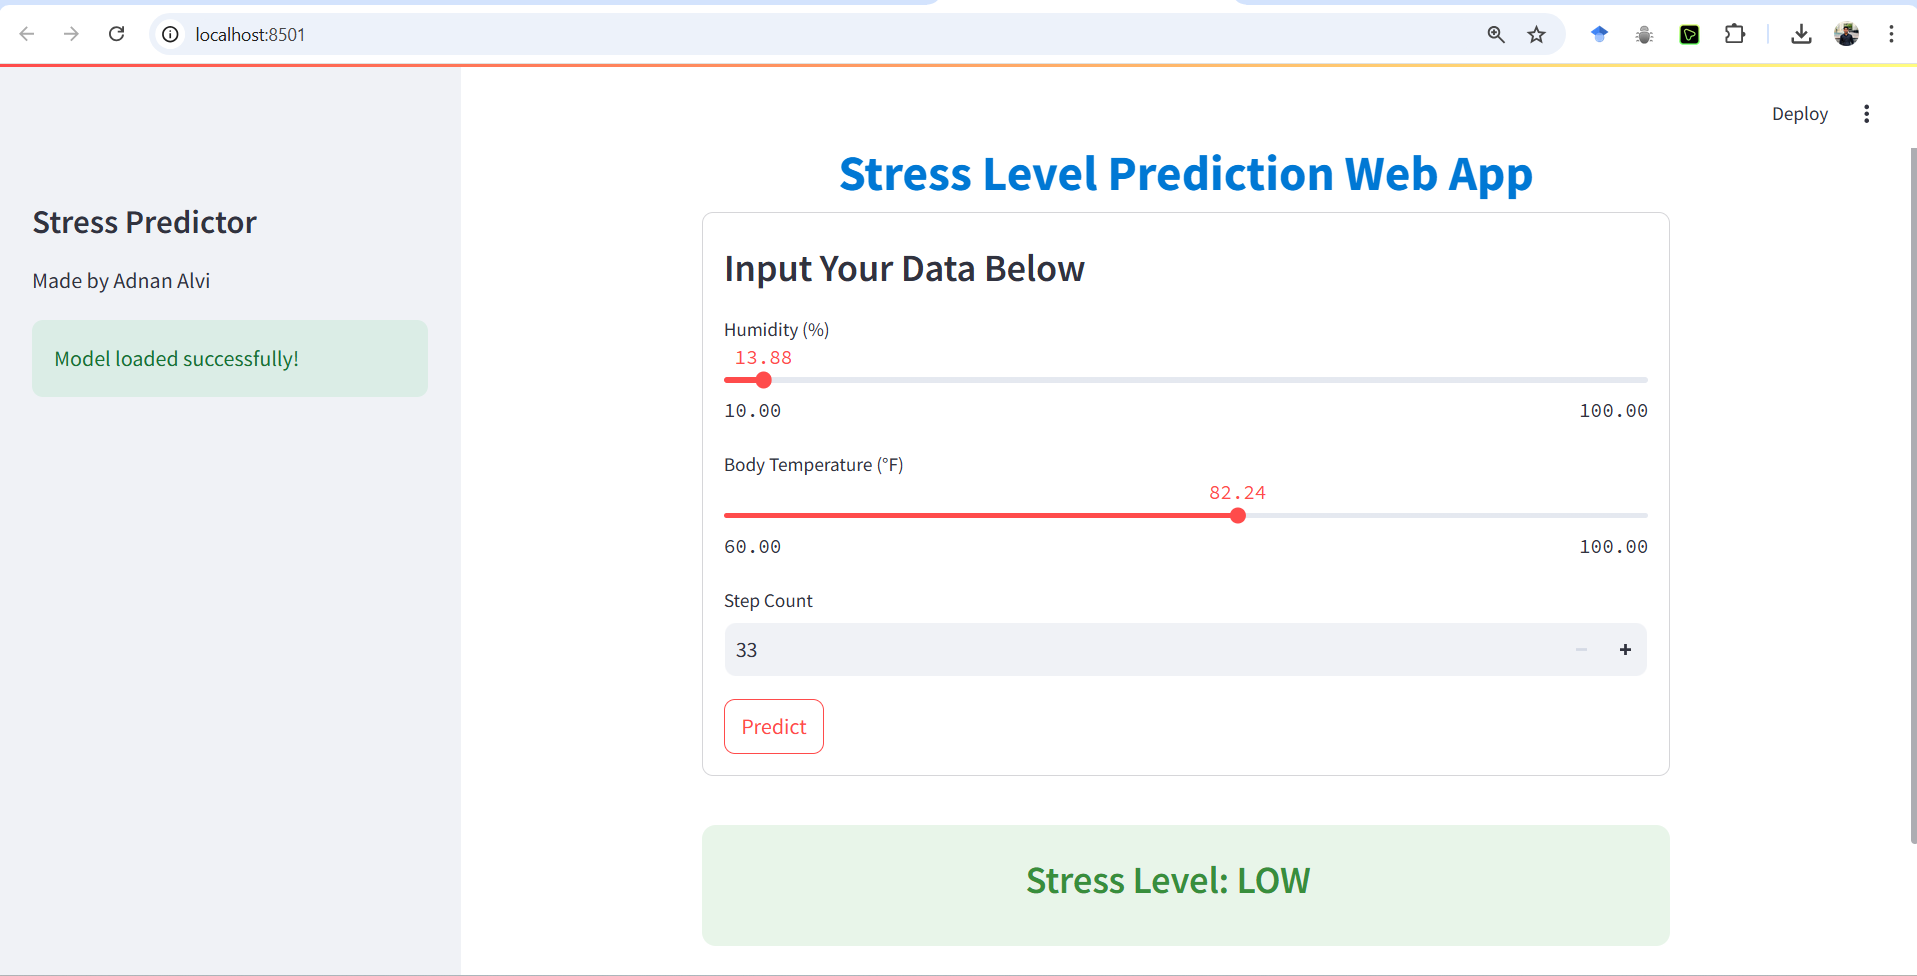 localhost:8501
Deploy
Stress Predictor
Made by Adnan Alvi
Model loaded successfully!
Stress Level Prediction Web App
Input Your Data Below
Humidity (%)
13.88
10.00 100.00
Body Temperature (°F)
82.24
60.00 100.00
Step Count
33
Predict
Stress Level: LOW